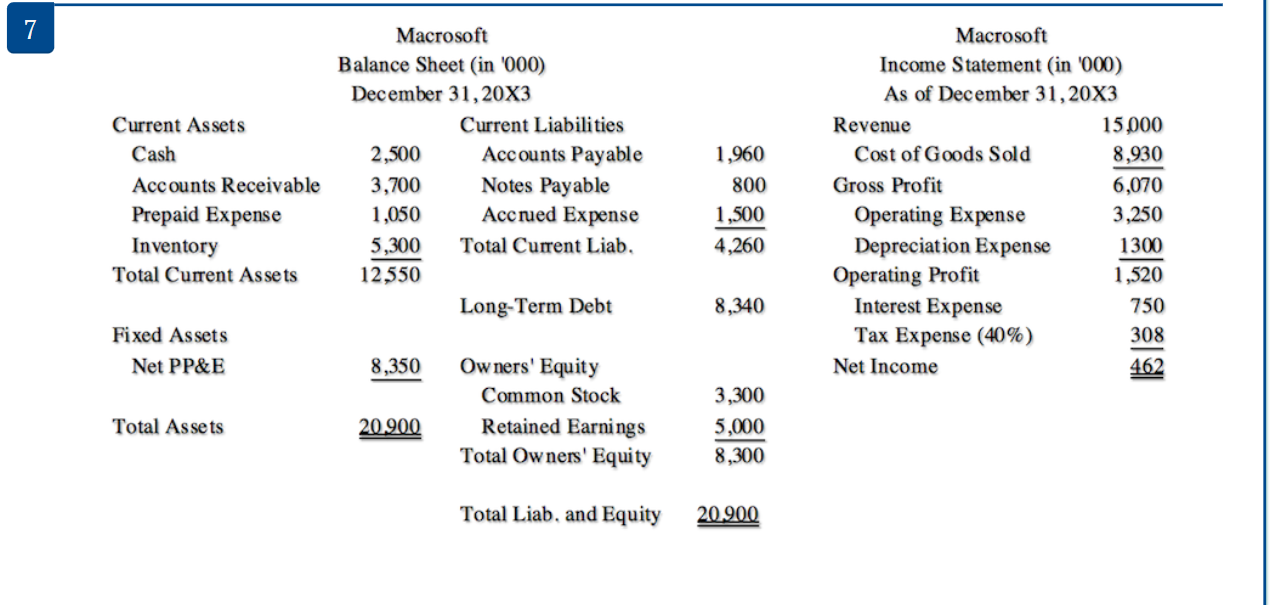 7
Macrosoft
Balance Sheet (in '000)
December 31, 20X3
Current Assets
Cash 2,500
Accounts Receivable 3,700
Prepaid Expense 1,050
Inventory 5,300
Total Current Assets 12,550
Fixed Assets
Net PP&E 8,350
Total Assets 20,900
Current Liabilities
Accounts Payable 1,960
Notes Payable 800
Accrued Expense 1,500
Total Current Liab. 4,260
Long-Term Debt 8,340
Owners' Equity
Common Stock 3,300
Retained Earnings 5,000
Total Owners' Equity 8,300
Total Liab. and Equity 20,900
Macrosoft
Income Statement (in '000)
As of December 31, 20X3
Revenue 15,000
Cost of Goods Sold 8,930
Gross Profit 6,070
Operating Expense 3,250
Depreciation Expense 1300
Operating Profit 1,520
Interest Expense 750
Tax Expense (40%) 308
Net Income 462